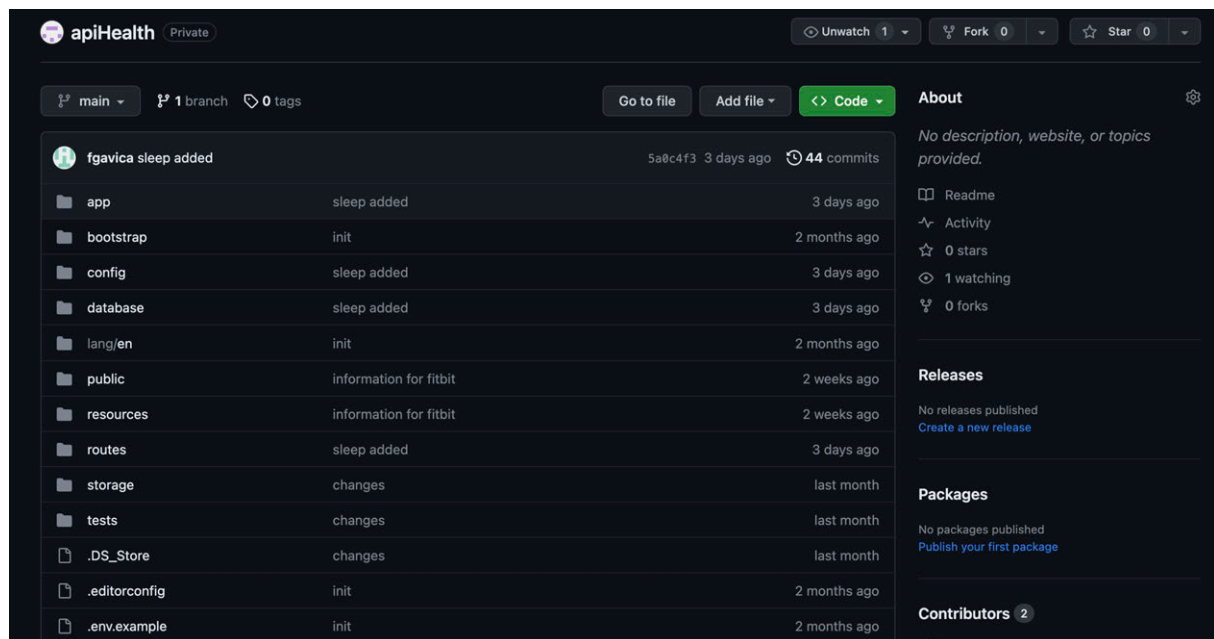 apiHealth Private Unwatch 1 Fork 0 Star 0
main 1 branch 0 tags Go to file Add file <> Code
fgavica sleep added 5a0c4f3 3 days ago 44 commits
app sleep added 3 days ago
bootstrap init 2 months ago
config sleep added 3 days ago
database sleep added 3 days ago
lang/en init 2 months ago
public information for fitbit 2 weeks ago
resources information for fitbit 2 weeks ago
routes sleep added 3 days ago
storage changes last month
tests changes last month
.DS_Store changes last month
.editorconfig init 2 months ago
.env.example init 2 months ago
About
No description, website, or topics
provided.
Readme
Activity
0 stars
1 watching
0 forks
Releases
No releases published
Create a new release
Packages
No packages published
Publish your first package
Contributors 2